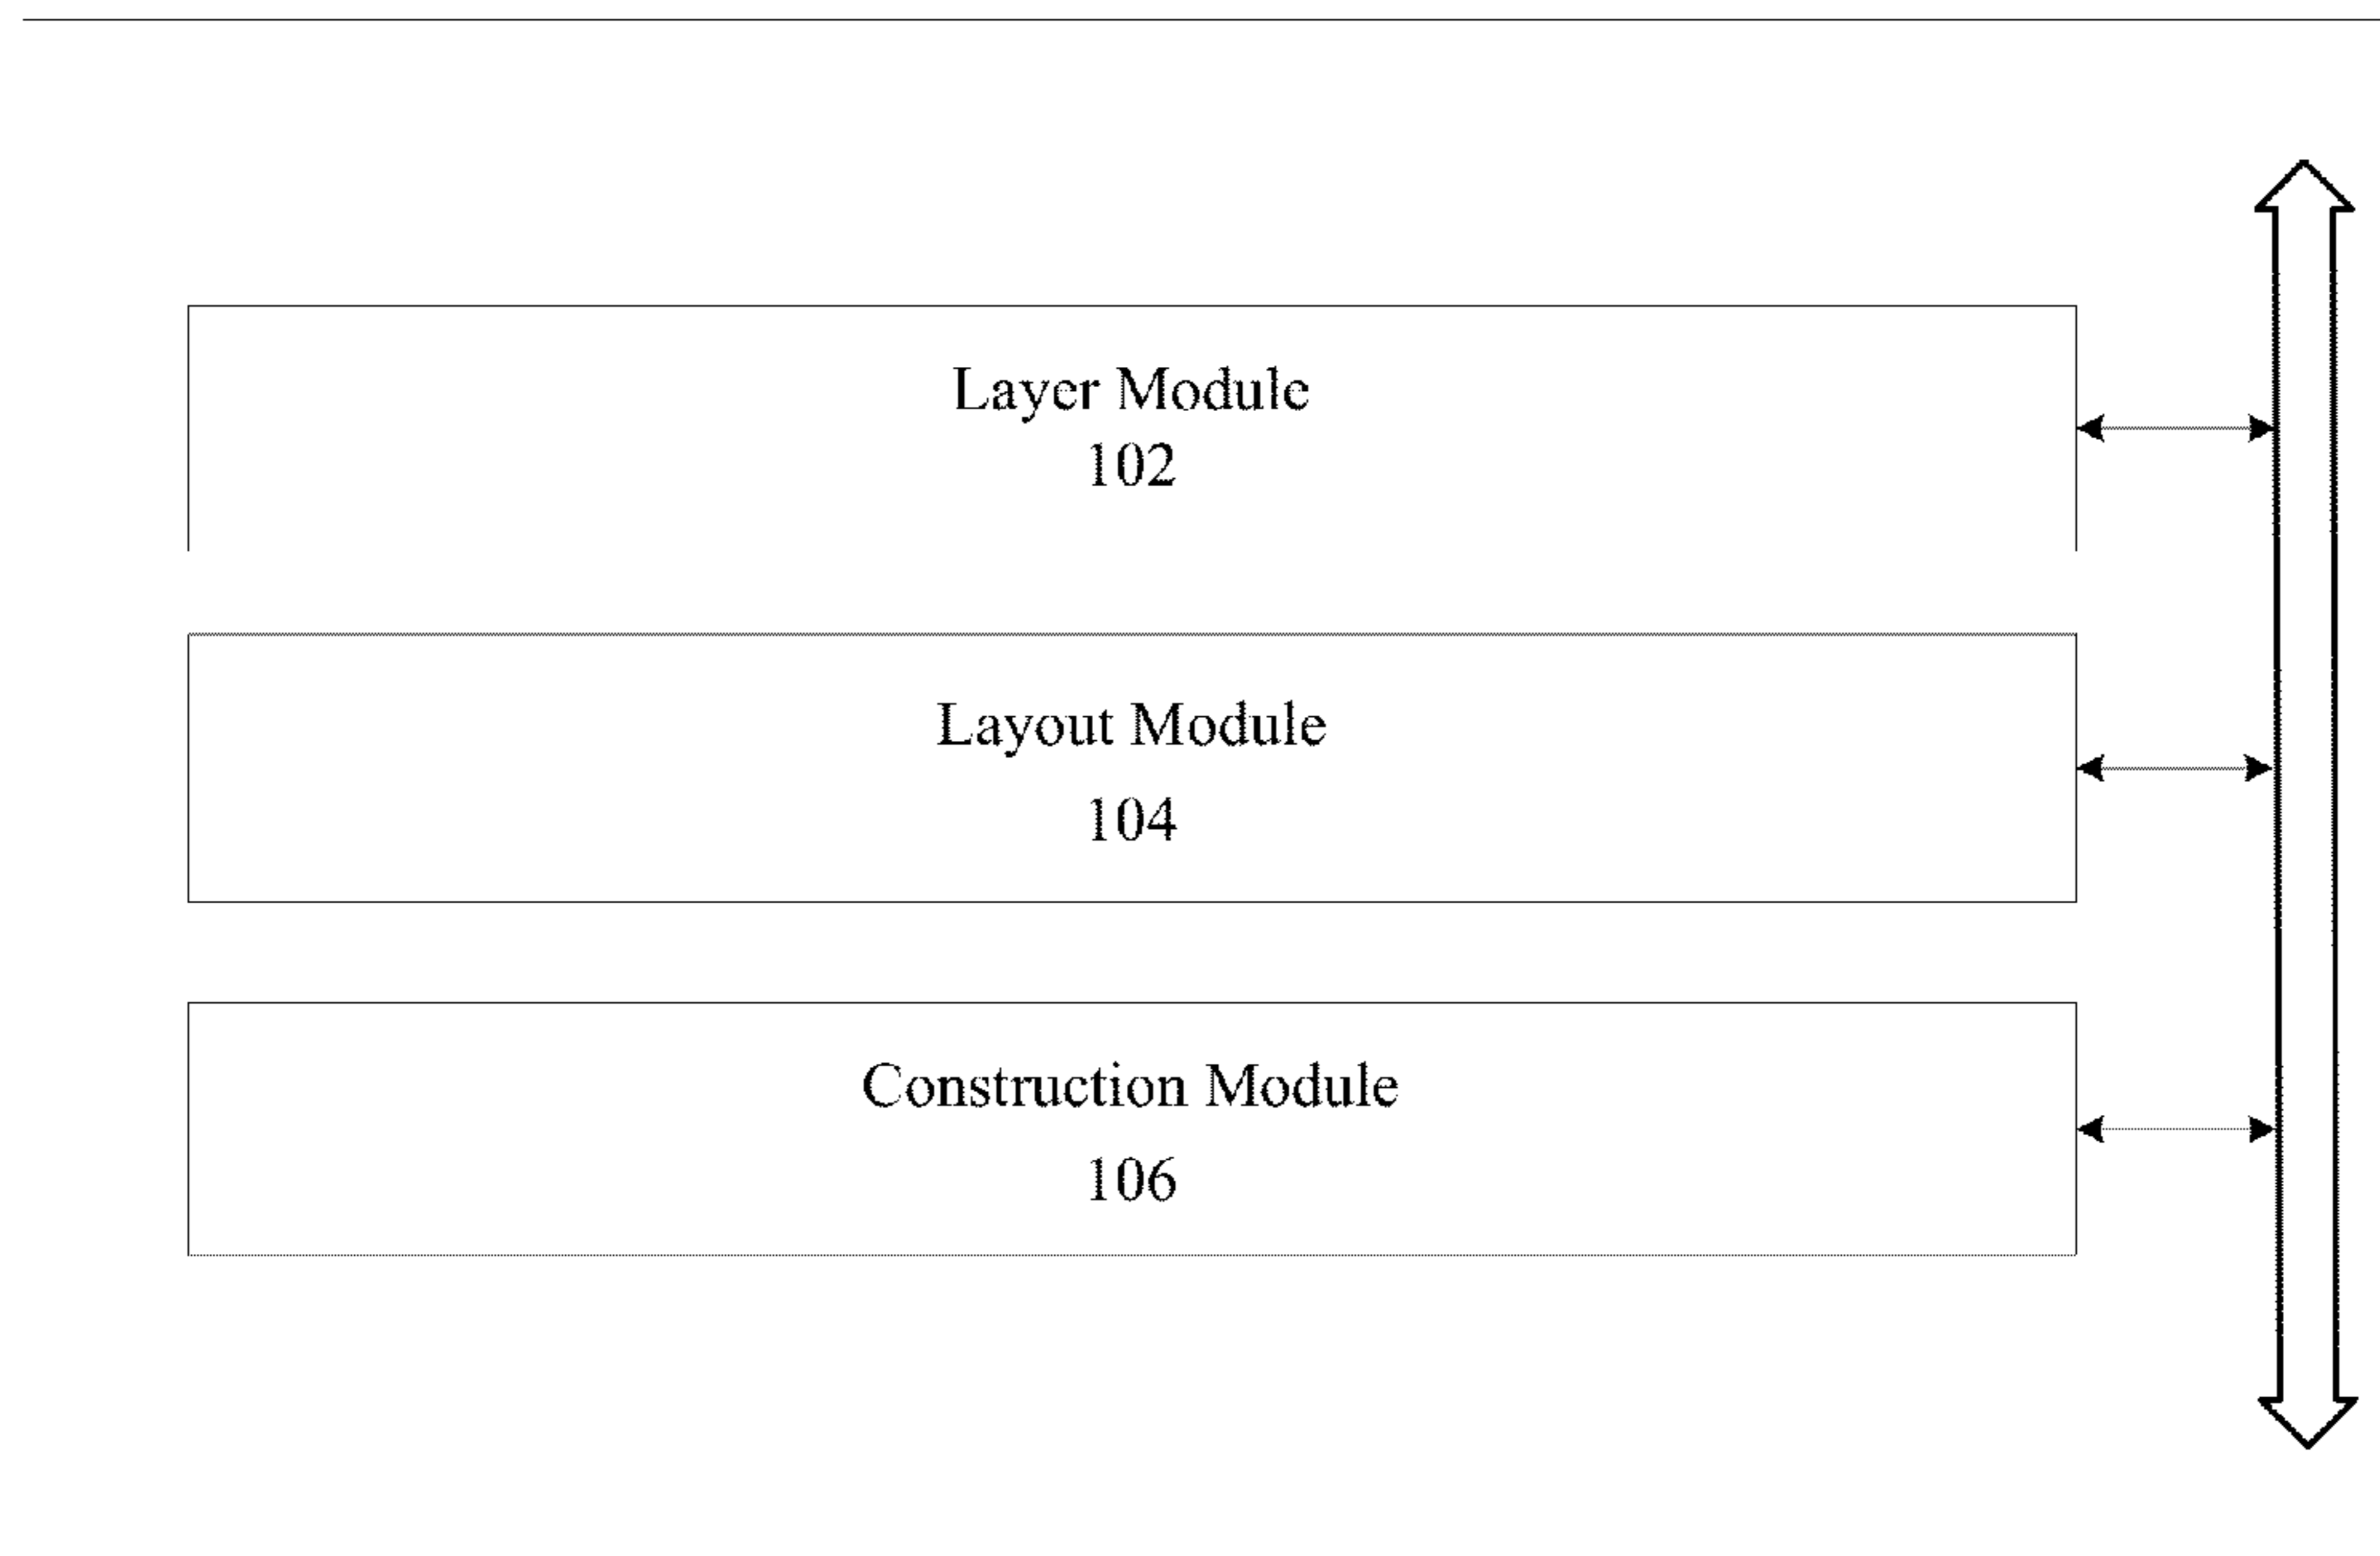 Layer Module
102
Layout Module
104
Construction Module
106